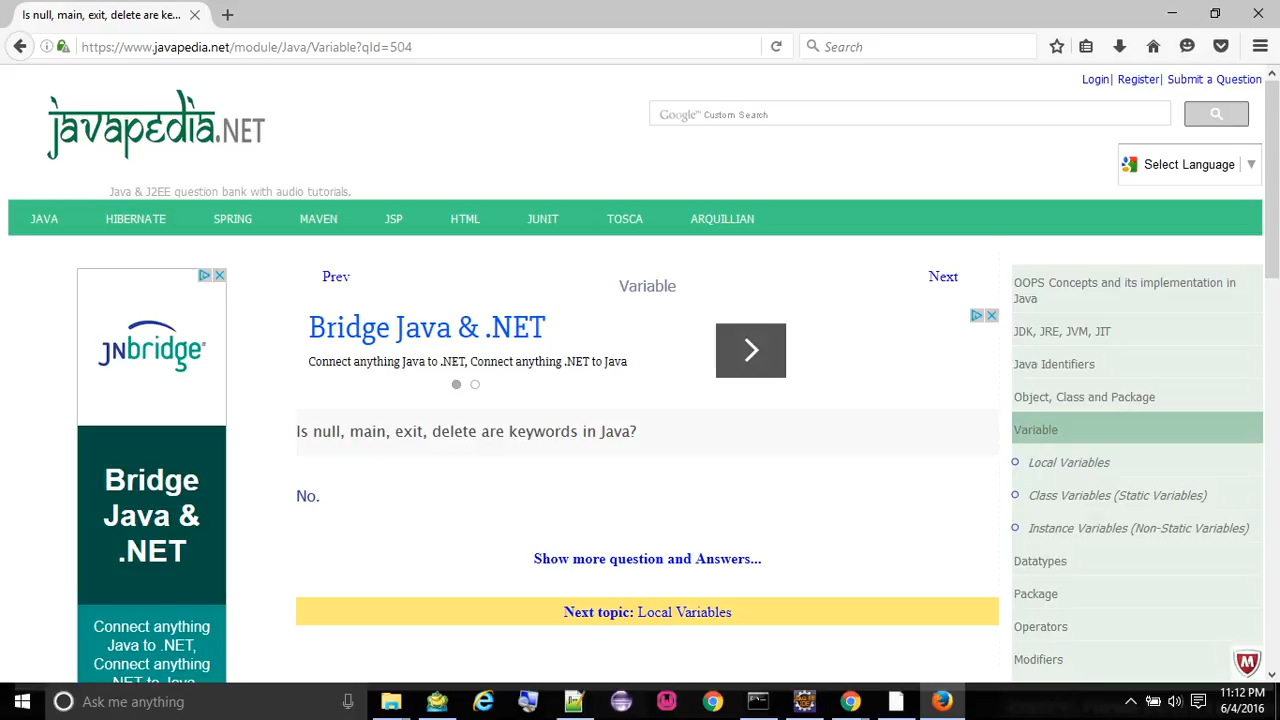 Is null, main, exit, delete are ke...
https://www.javapedia.net/module/Java/Variable?qId=504
Search
Login| Register| Submit a Question
javapedia.NET
Google™ Custom Search
Select Language
Java & J2EE question bank with audio tutorials.
JAVA HIBERNATE SPRING MAVEN JSP HTML JUNIT TOSCA ARQUILLIAN
Prev
Variable
Next
Bridge Java & .NET
Connect anything Java to .NET, Connect anything .NET to Java
Is null, main, exit, delete are keywords in Java?
No.
Show more question and Answers...
Next topic: Local Variables
JNbridge
Bridge
Java &
.NET
Connect anything
Java to .NET,
Connect anything
.NET to Java
OOPS Concepts and its implementation in
Java
JDK, JRE, JVM, JIT
Java Identifiers
Object, Class and Package
Variable
Local Variables
Class Variables (Static Variables)
Instance Variables (Non-Static Variables)
Datatypes
Package
Operators
Modifiers
Ask me anything
11:12 PM
6/4/2016